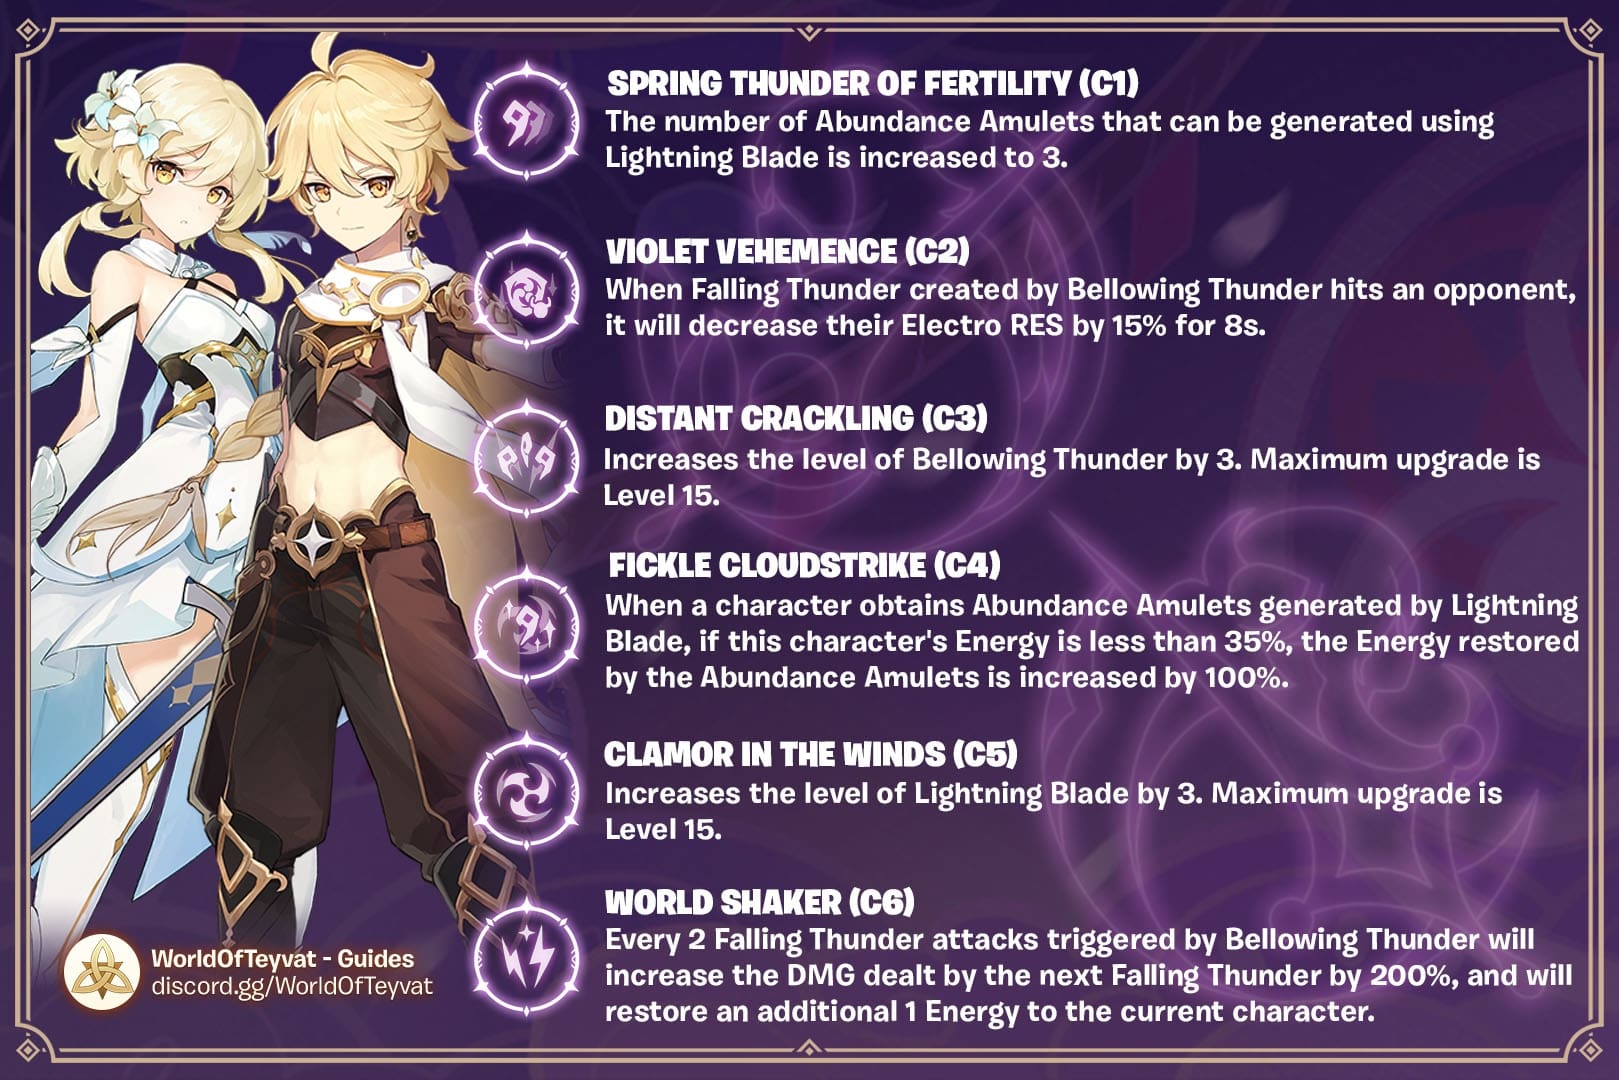 SPRING THUNDER OF FERTILITY (C1)
The number of Abundance Amulets that can be generated using
Lightning Blade is increased to 3.
VIOLET VEHEMENCE (C2)
When Falling Thunder created by Bellowing Thunder hits an opponent,
it will decrease their Electro RES by 15% for 8s.
DISTANT CRACKLING (C3)
Increases the level of Bellowing Thunder by 3. Maximum upgrade is
Level 15.
FICKLE CLOUDSTRIKE (C4)
When a character obtains Abundance Amulets generated by Lightning
Blade, if this character's Energy is less than 35%, the Energy restored
by the Abundance Amulets is increased by 100%.
CLAMOR IN THE WINDS (C5)
Increases the level of Lightning Blade by 3. Maximum upgrade is
Level 15.
WORLD SHAKER (C6)
Every 2 Falling Thunder attacks triggered by Bellowing Thunder will
increase the DMG dealt by the next Falling Thunder by 200%, and will
restore an additional 1 Energy to the current character.
WorldOfTeyvat - Guides
discord.gg/WorldOfTeyvat